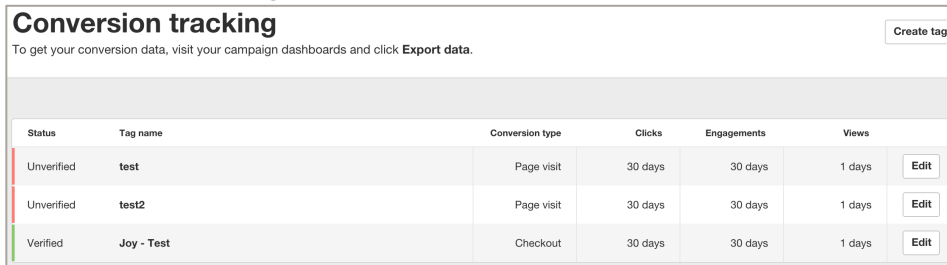 Conversion tracking
Create tag
To get your conversion data, visit your campaign dashboards and click Export data.
Status Tag name Conversion type Clicks Engagements Views
Unverified test Page visit 30 days 30 days 1 days Edit
Unverified test2 Page visit 30 days 30 days 1 days Edit
Verified Joy - Test Checkout 30 days 30 days 1 days Edit